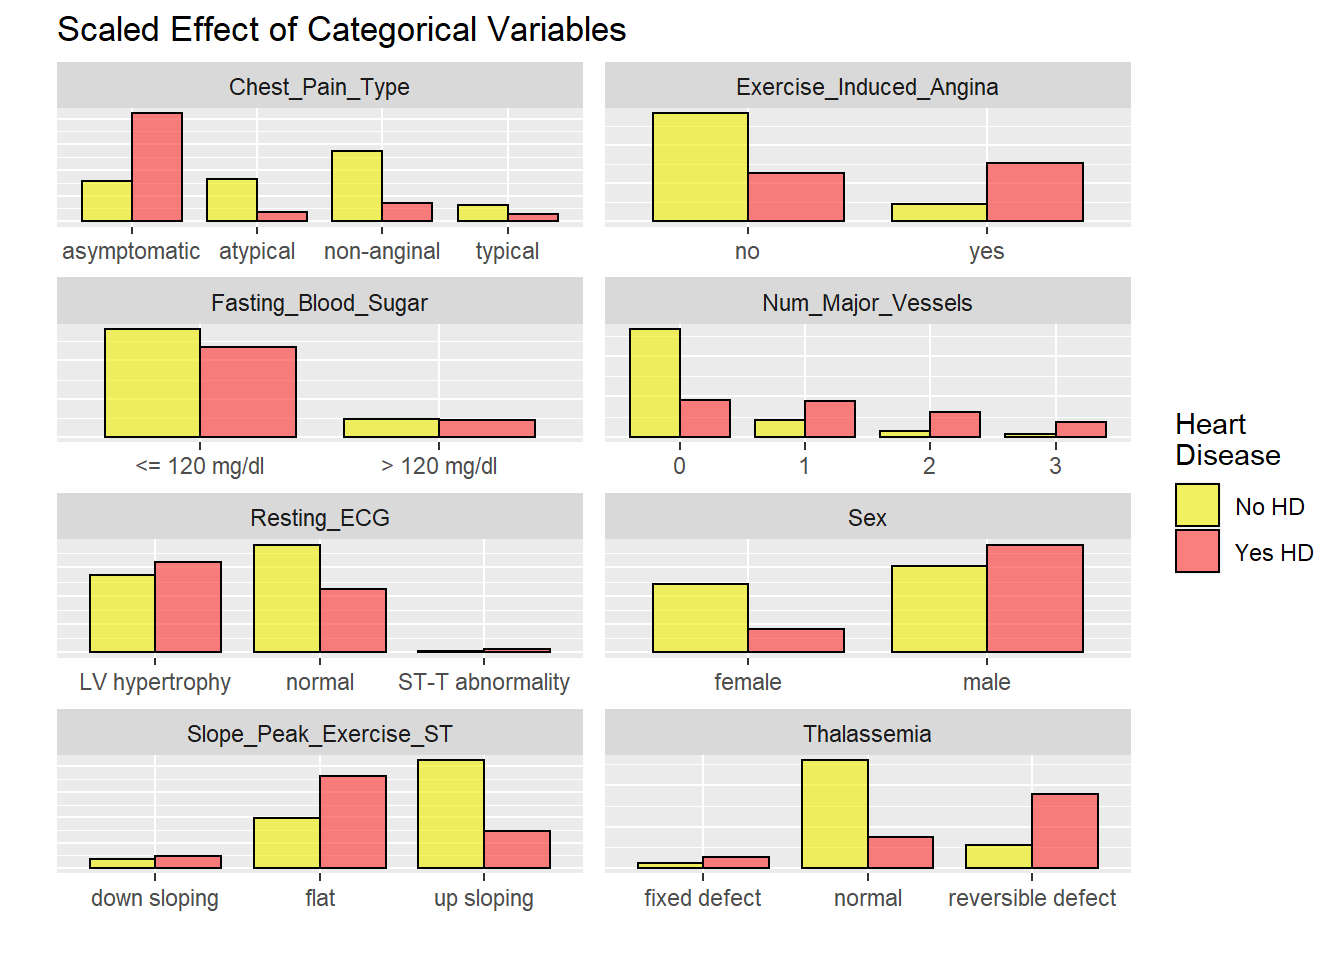 Scaled Effect of Categorical Variables
Chest_Pain_Type
asymptomatic atypical non-anginal typical
Exercise_Induced_Angina
no yes
Fasting_Blood_Sugar
<= 120 mg/dl > 120 mg/dl
Num_Major_Vessels
0 1 2 3
Resting_ECG
LV hypertrophy normal ST-T abnormality
Sex
female male
Slope_Peak_Exercise_ST
down sloping flat up sloping
Thalassemia
fixed defect normal reversible defect
Heart
Disease
No HD
Yes HD